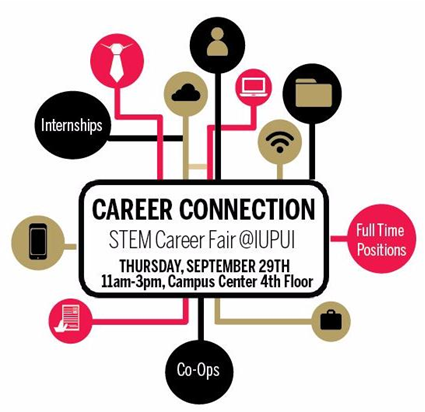 Internships
CAREER CONNECTION
STEM Career Fair @IUPUI
THURSDAY, SEPTEMBER 29TH
11am-3pm, Campus Center 4th Floor
Full Time
Positions
Co-Ops